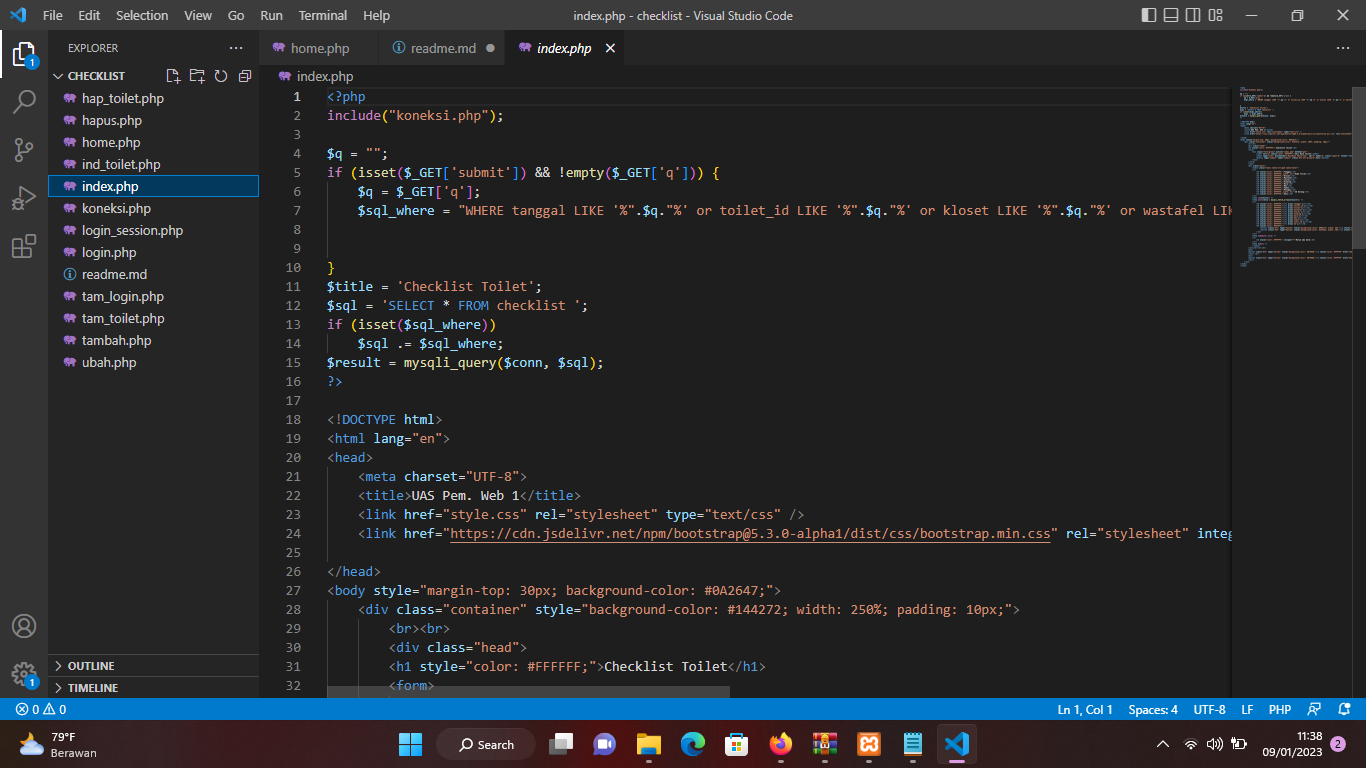 File Edit Selection View Go Run Terminal Help
index.php - checklist - Visual Studio Code
EXPLORER
CHECKLIST
hap_toilet.php
hapus.php
home.php
ind_toilet.php
index.php
koneksi.php
login_session.php
login.php
readme.md
tam_login.php
tam_toilet.php
tambah.php
ubah.php
OUTLINE
TIMELINE
1
1
home.php
readme.md
index.php
index.php
1 <?php
2 include("koneksi.php");
3
4 $q = "";
5 if (isset($_GET['submit']) && !empty($_GET['q'])) {
6 $q = $_GET['q'];
7 $sql_where = "WHERE tanggal LIKE '%".$q."%' or toilet_id LIKE '%".$q."%' or kloset LIKE '%".$q."%' or wastafel LIK
8
9
10 }
11 $title = 'Checklist Toilet';
12 $sql = 'SELECT * FROM checklist ';
13 if (isset($sql_where))
14 $sql .= $sql_where;
15 $result = mysqli_query($conn, $sql);
16 ?>
17
18 <!DOCTYPE html>
19 <html lang="en">
20 <head>
21 <meta charset="UTF-8">
22 <title>UAS Pem. Web 1</title>
23 <link href="style.css" rel="stylesheet" type="text/css" />
24 <link href="https://cdn.jsdelivr.net/npm/bootstrap@5.3.0-alpha1/dist/css/bootstrap.min.css" rel="stylesheet" integ
25
26 </head>
27 <body style="margin-top: 30px; background-color: #0A2647;">
28 <div class="container" style="background-color: #144272; width: 250%; padding: 10px;">
29 <br><br>
30 <div class="head">
31 <h1 style="color: #FFFFFF;">Checklist Toilet</h1>
32 <form>
0 0
Ln 1, Col 1 Spaces: 4 UTF-8 LF PHP
79°F
Berawan
Search
11:38
09/01/2023
2